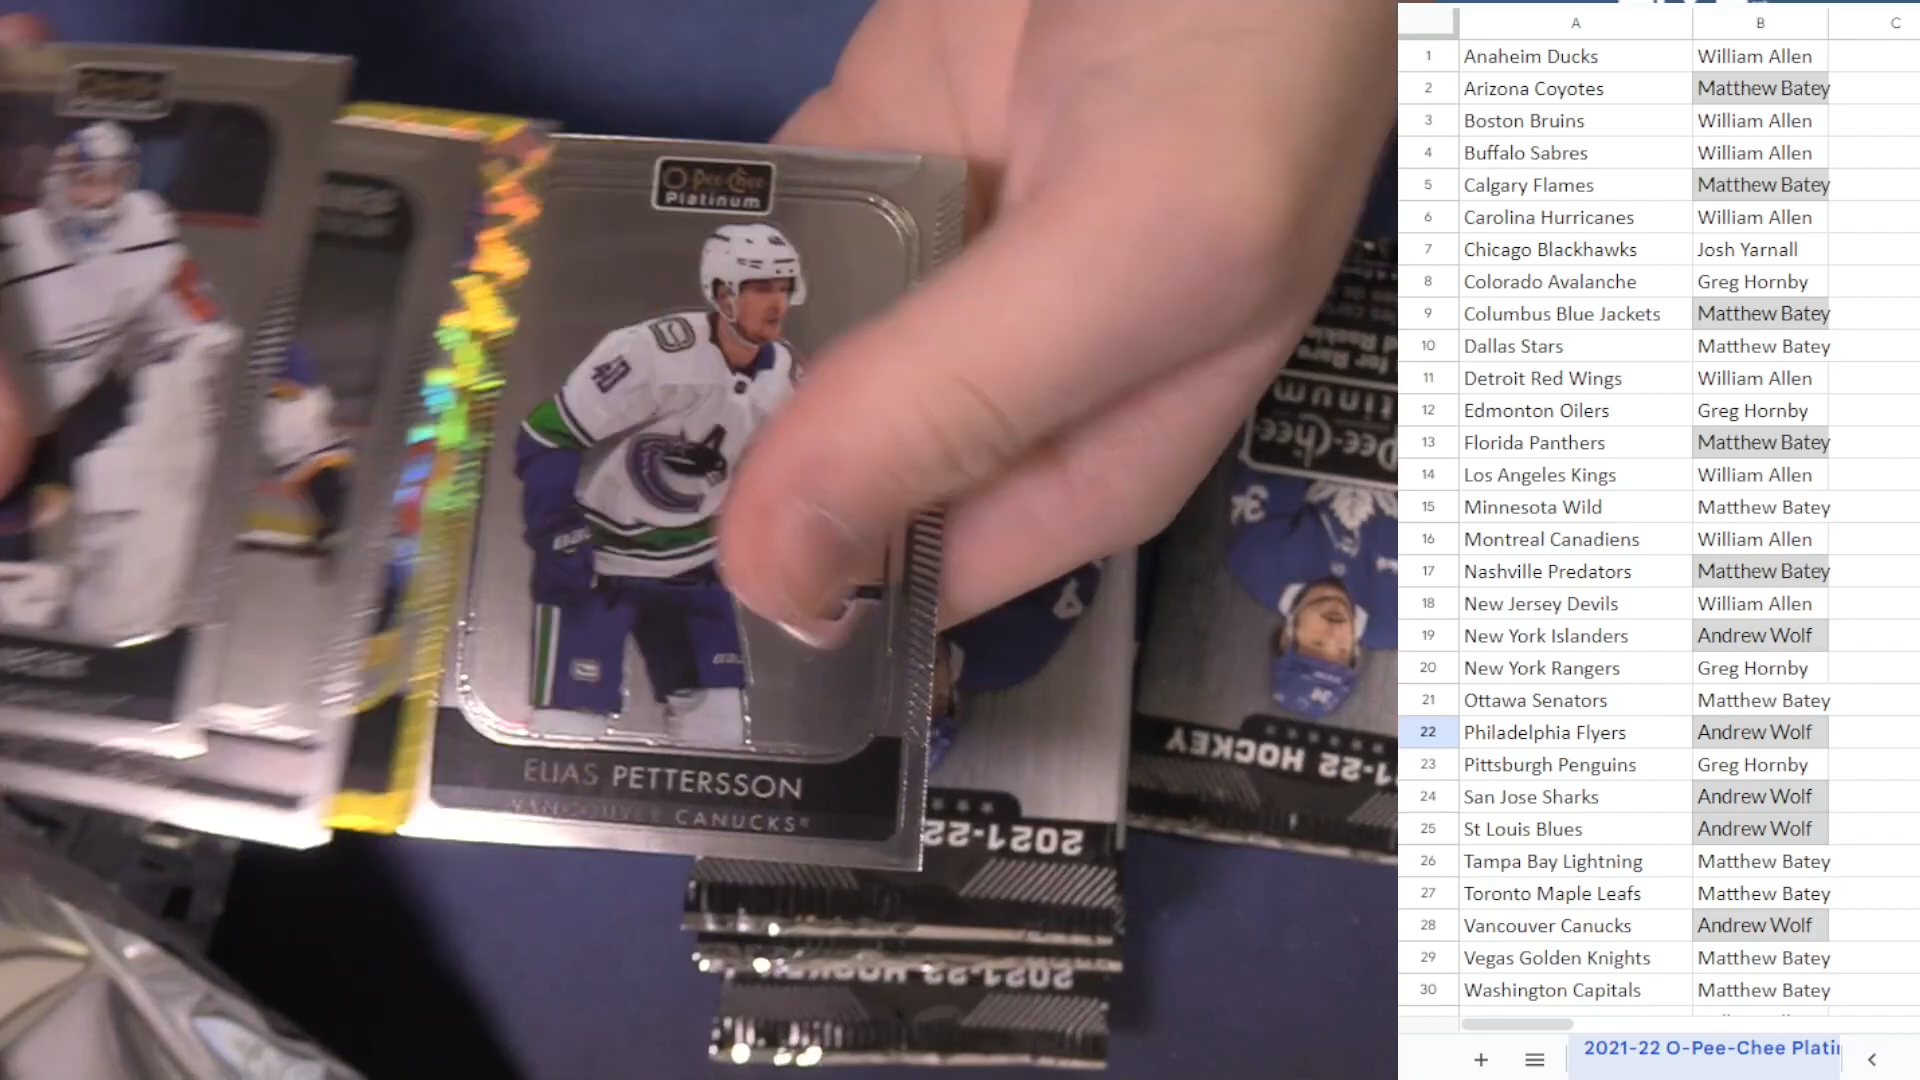 O-Pee-Chee
Platinum
40
ELIAS PETTERSSON
VANCOUVER CANUCKS
2021-22
2021-22 HOCKEY
1-22 HOCKEY
34
A B C
1 Anaheim Ducks William Allen
2 Arizona Coyotes Matthew Batey
3 Boston Bruins William Allen
4 Buffalo Sabres William Allen
5 Calgary Flames Matthew Batey
6 Carolina Hurricanes William Allen
7 Chicago Blackhawks Josh Yarnall
8 Colorado Avalanche Greg Hornby
9 Columbus Blue Jackets Matthew Batey
10 Dallas Stars Matthew Batey
11 Detroit Red Wings William Allen
12 Edmonton Oilers Greg Hornby
13 Florida Panthers Matthew Batey
14 Los Angeles Kings William Allen
15 Minnesota Wild Matthew Batey
16 Montreal Canadiens William Allen
17 Nashville Predators Matthew Batey
18 New Jersey Devils William Allen
19 New York Islanders Andrew Wolf
20 New York Rangers Greg Hornby
21 Ottawa Senators Matthew Batey
22 Philadelphia Flyers Andrew Wolf
23 Pittsburgh Penguins Greg Hornby
24 San Jose Sharks Andrew Wolf
25 St Louis Blues Andrew Wolf
26 Tampa Bay Lightning Matthew Batey
27 Toronto Maple Leafs Matthew Batey
28 Vancouver Canucks Andrew Wolf
29 Vegas Golden Knights Matthew Batey
30 Washington Capitals Matthew Batey
2021-22 O-Pee-Chee Plati